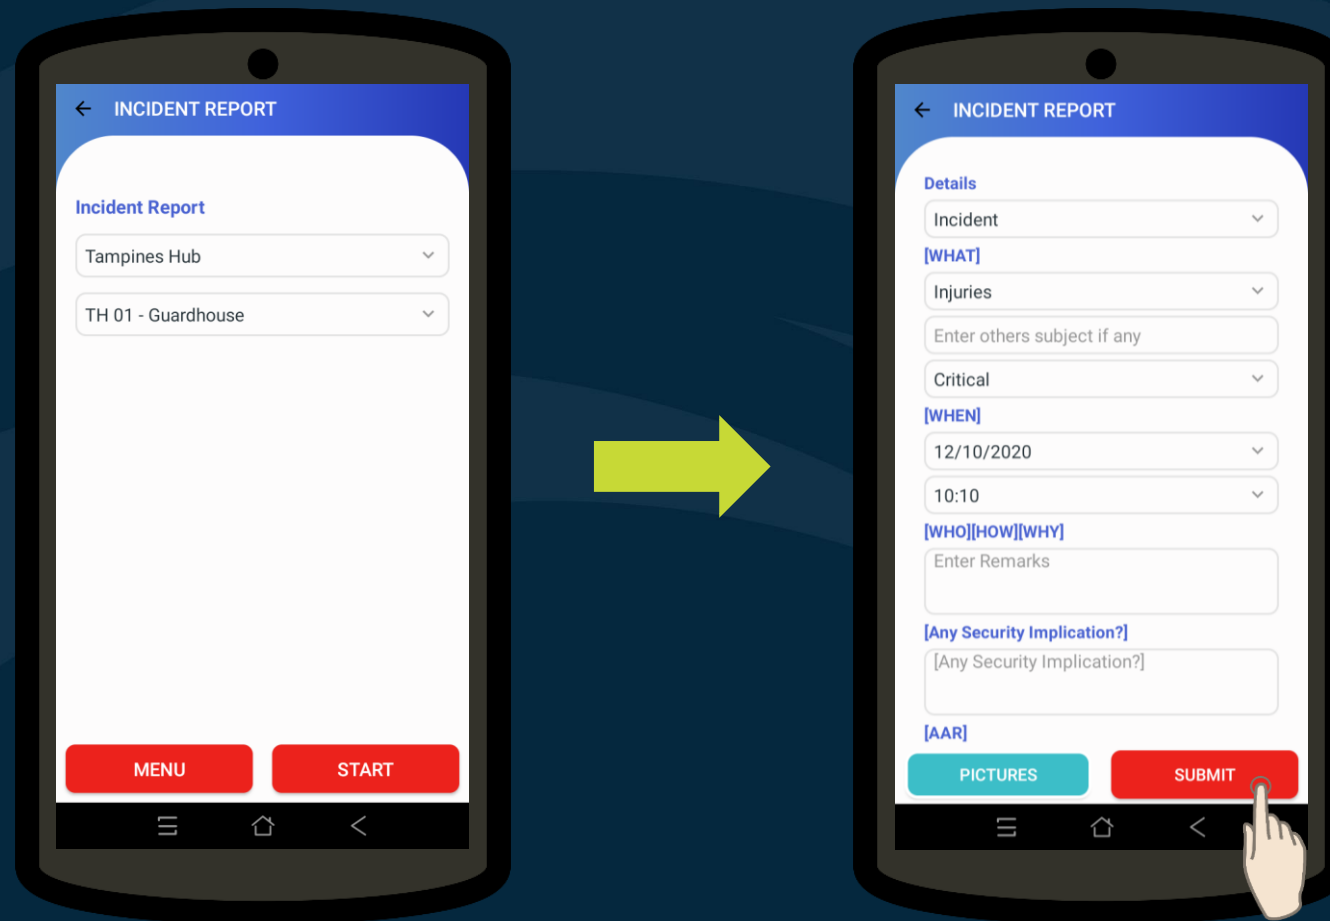 INCIDENT REPORT
Incident Report
Tampines Hub
TH 01 - Guardhouse
MENU
START
INCIDENT REPORT
Details
Incident
[WHAT]
Injuries
Enter others subject if any
Critical
[WHEN]
12/10/2020
10:10
[WHO][HOW][WHY]
Enter Remarks
[Any Security Implication?]
[Any Security Implication?]
[AAR]
PICTURES
SUBMIT